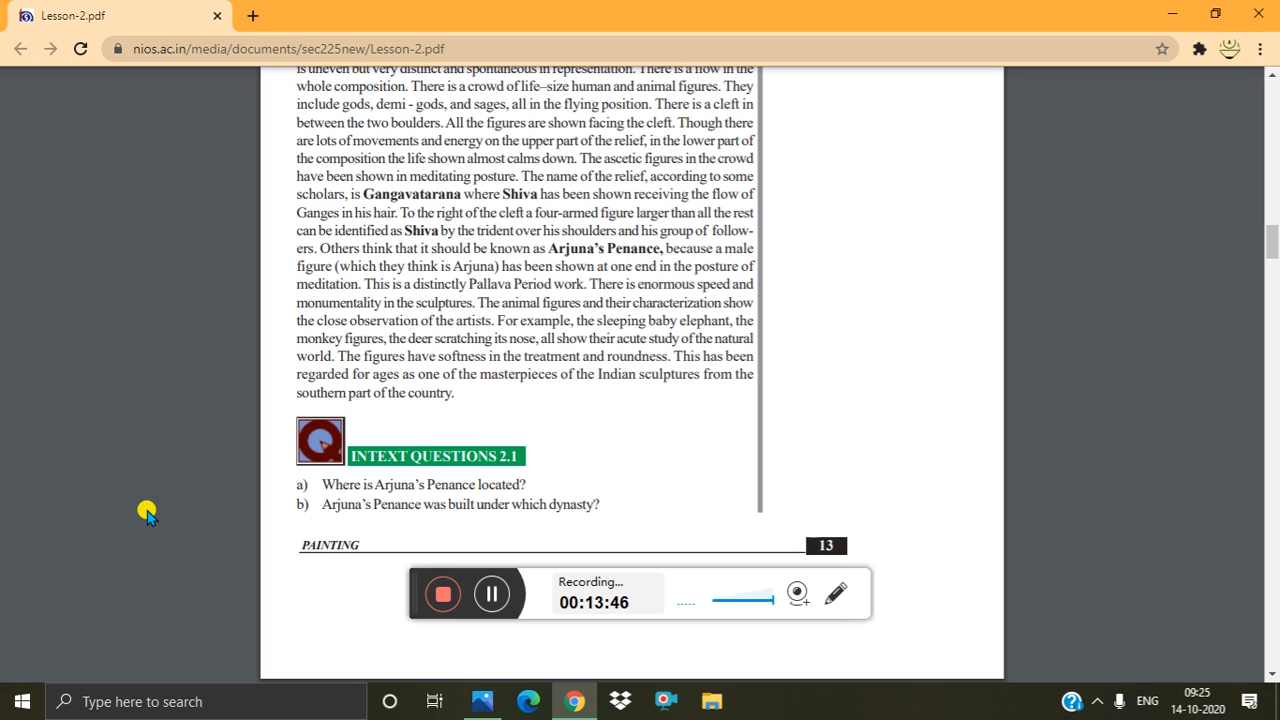 Lesson-2.pdf
nios.ac.in/media/documents/sec225new/Lesson-2.pdf
is uneven but very distinct and spontaneous in representation. There is a flow in the
whole composition. There is a crowd of life–size human and animal figures. They
include gods, demi - gods, and sages, all in the flying position. There is a cleft in
between the two boulders. All the figures are shown facing the cleft. Though there
are lots of movements and energy on the upper part of the relief, in the lower part of
the composition the life shown almost calms down. The ascetic figures in the crowd
have been shown in meditating posture. The name of the relief, according to some
scholars, is Gangavatarana where Shiva has been shown receiving the flow of
Ganges in his hair. To the right of the cleft a four-armed figure larger than all the rest
can be identified as Shiva by the trident over his shoulders and his group of follow-
ers. Others think that it should be known as Arjuna's Penance, because a male
figure (which they think is Arjuna) has been shown at one end in the posture of
meditation. This is a distinctly Pallava Period work. There is enormous speed and
monumentality in the sculptures. The animal figures and their characterization show
the close observation of the artists. For example, the sleeping baby elephant, the
monkey figures, the deer scratching its nose, all show their acute study of the natural
world. The figures have softness in the treatment and roundness. This has been
regarded for ages as one of the masterpieces of the Indian sculptures from the
southern part of the country.
INTEXT QUESTIONS 2.1
a) Where is Arjuna's Penance located?
b) Arjuna's Penance was built under which dynasty?
PAINTING 13
Recording...
00:13:46
Type here to search
ENG
09:25
14-10-2020